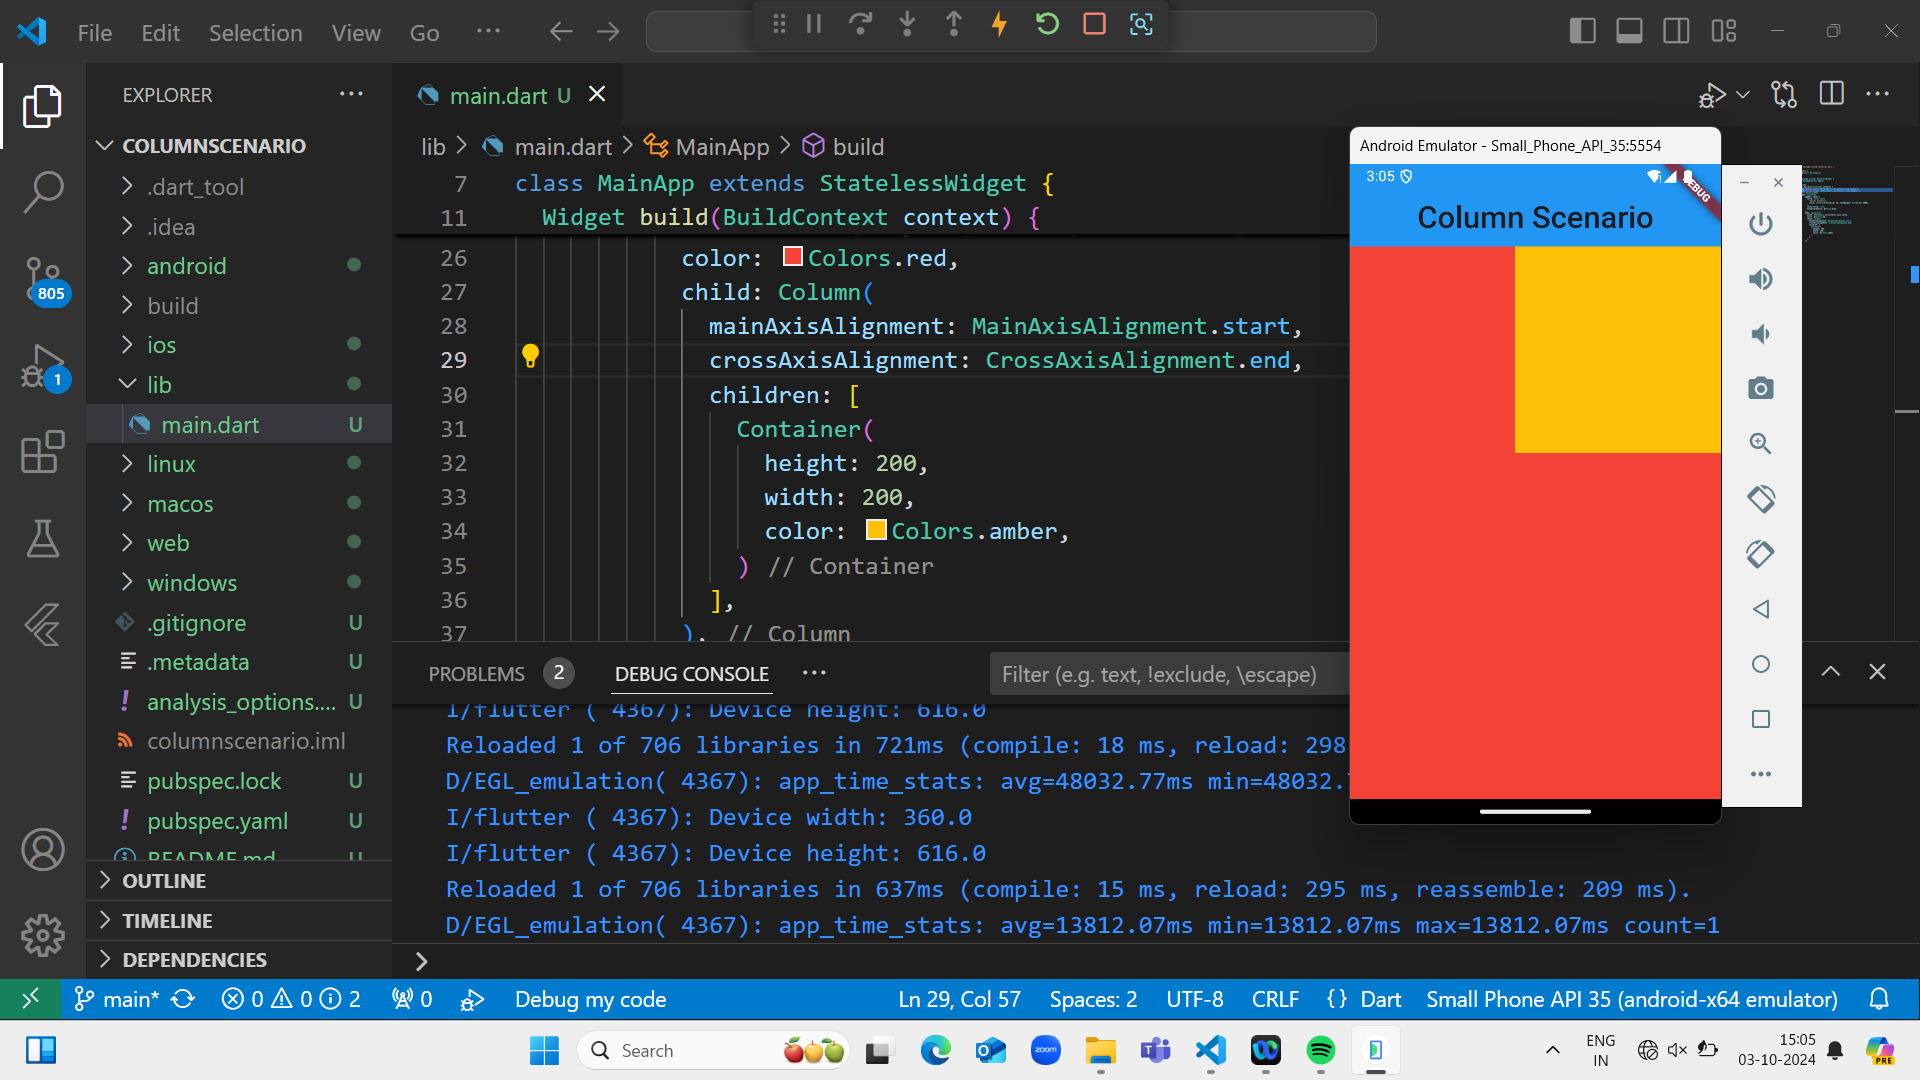 File Edit Selection View Go ···
EXPLORER ···
COLUMNSCENARIO
.dart_tool
.idea
android
build
ios
lib
main.dart U
linux
macos
web
windows
.gitignore U
.metadata U
analysis_options.... U
columnscenario.iml
pubspec.lock U
pubspec.yaml U
README.md U
OUTLINE
TIMELINE
DEPENDENCIES
805
1
main.dart U
lib > main.dart > MainApp > build
7 class MainApp extends StatelessWidget {
11 Widget build(BuildContext context) {
26 color: Colors.red,
27 child: Column(
28 mainAxisAlignment: MainAxisAlignment.start,
29 crossAxisAlignment: CrossAxisAlignment.end,
30 children: [
31 Container(
32 height: 200,
33 width: 200,
34 color: Colors.amber,
35 ) // Container
36 ],
37 ), // Column
Android Emulator - Small_Phone_API_35:5554
3:05
DEBUG
Column Scenario
PROBLEMS 2 DEBUG CONSOLE ···
Filter (e.g. text, !exclude, \escape)
I/flutter ( 4367): Device height: 616.0
Reloaded 1 of 706 libraries in 721ms (compile: 18 ms, reload: 298
D/EGL_emulation( 4367): app_time_stats: avg=48032.77ms min=48032.
I/flutter ( 4367): Device width: 360.0
I/flutter ( 4367): Device height: 616.0
Reloaded 1 of 706 libraries in 637ms (compile: 15 ms, reload: 295 ms, reassemble: 209 ms).
D/EGL_emulation( 4367): app_time_stats: avg=13812.07ms min=13812.07ms max=13812.07ms count=1
main* 0 0 2 0 Debug my code Ln 29, Col 57 Spaces: 2 UTF-8 CRLF {} Dart Small Phone API 35 (android-x64 emulator)
Search
zoom
ENG
IN
15:05
03-10-2024
PRE